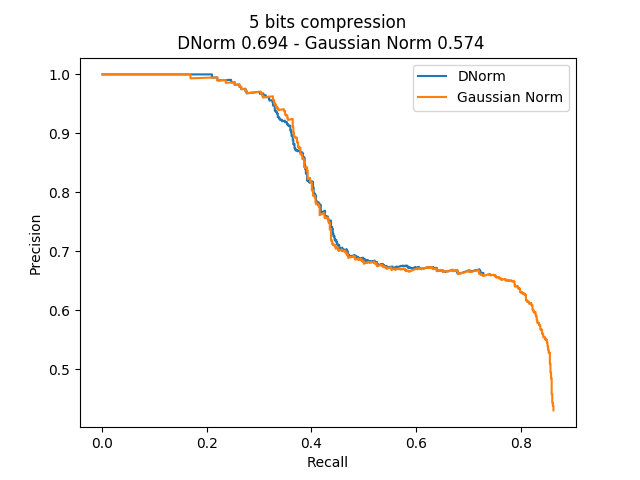 5 bits compression
DNorm 0.694 - Gaussian Norm 0.574
DNorm
Gaussian Norm
Precision
1.0
0.9
0.8
0.7
0.6
0.5
0.0 0.2 0.4 0.6 0.8
Recall